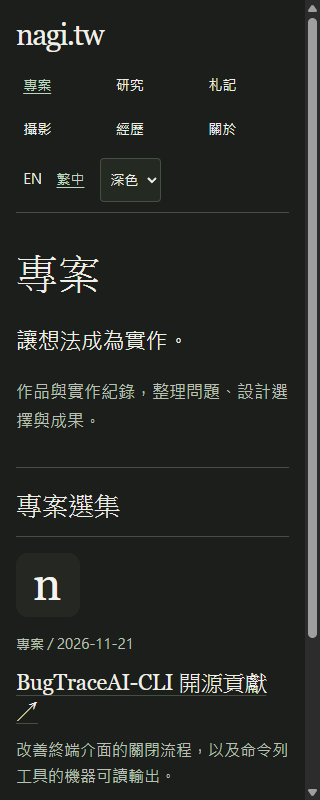 nagi.tw
專案 研究 札記
攝影 經歷 關於
EN 繁中 深色
專案
讓想法成為實作。
作品與實作紀錄，整理問題、設計選
擇與成果。
專案選集
n
專案 / 2026-11-21
BugTraceAI-CLI 開源貢獻
↗
改善終端介面的關閉流程，以及命令列
工具的機器可讀輸出。